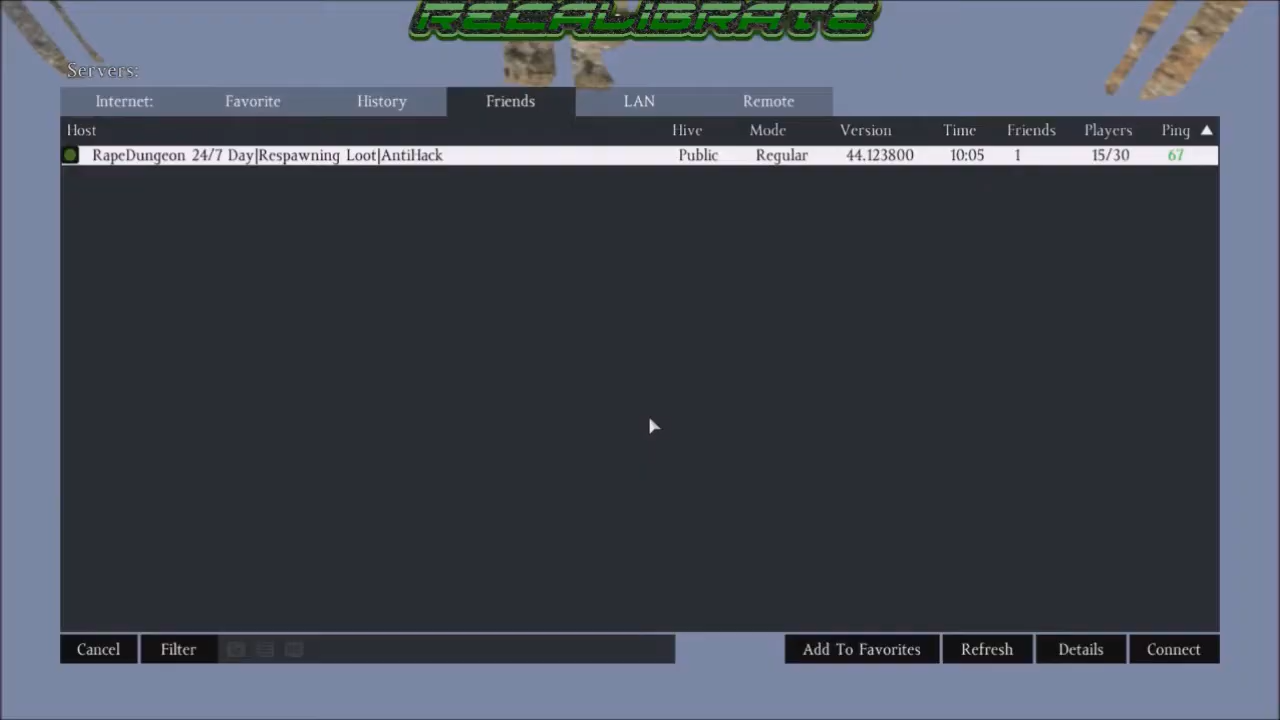 RECALIBRATE
Servers:
Internet: Favorite History Friends LAN Remote
Host Hive Mode Version Time Friends Players Ping
RapeDungeon 24/7 Day|Respawning Loot|AntiHack Public Regular 44.123800 10:05 1 15/30 67
Cancel Filter Add To Favorites Refresh Details Connect